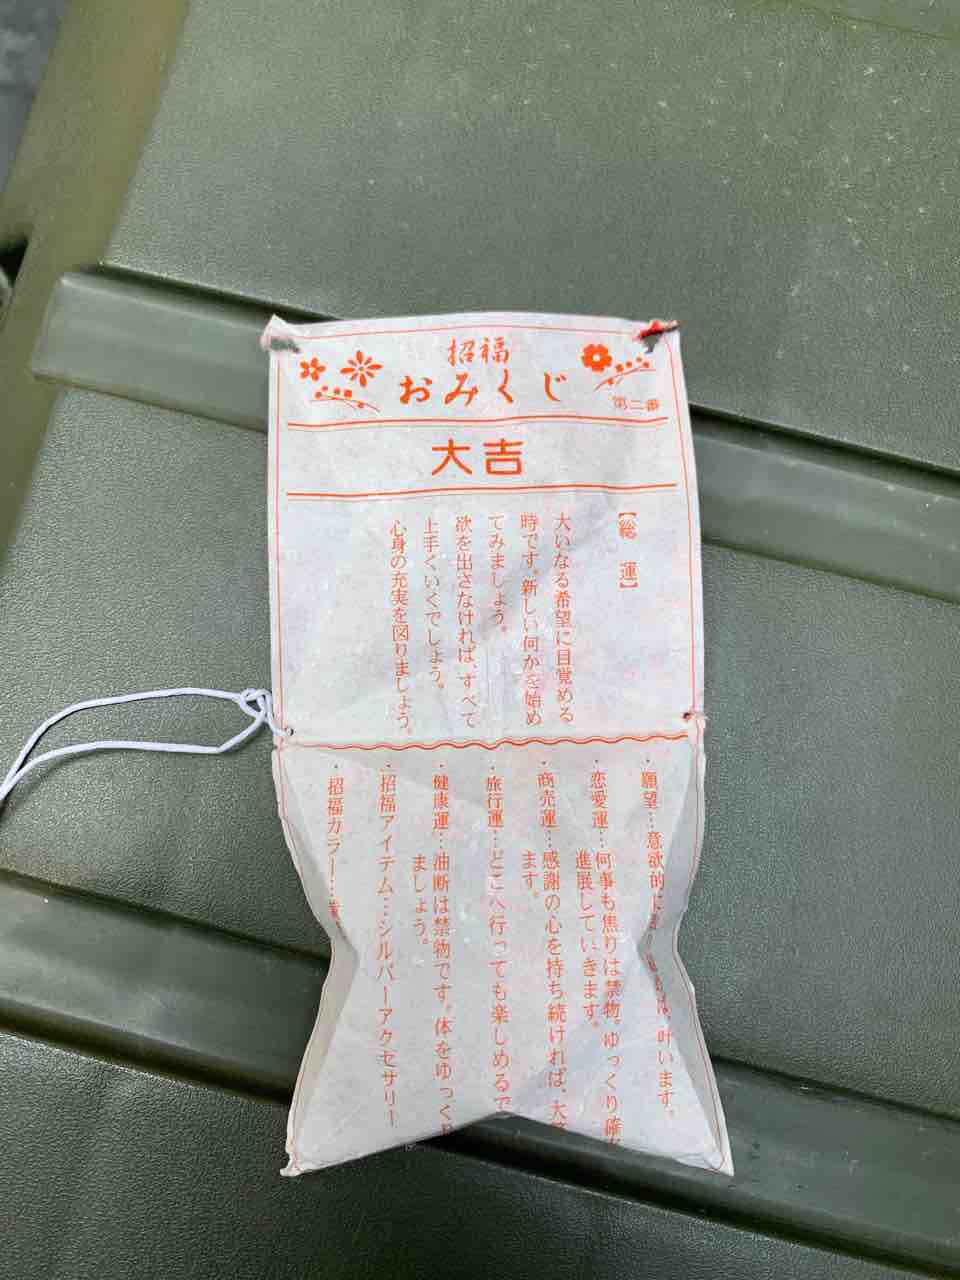 招福
おみくじ
第二番
大吉
【総運】
大いなる希望に目覚める
時です。新しい何かを始め
てみましょう。
欲を出さなければ、すべて
上手くいくでしょう。
心身の充実を図りましょう。
・願望…意欲的に ば、叶います。
・恋愛運…何事も焦りは禁物。ゆっくり確
進展していきます。
・商売運…感謝の心を持ち続ければ、大
ます。
・旅行運…どこへ行っても楽しめるで
・健康運…油断は禁物です。体をゆっく
ましょう。
・招福アイテム…シルバーアクセサリー
・招福カラー…